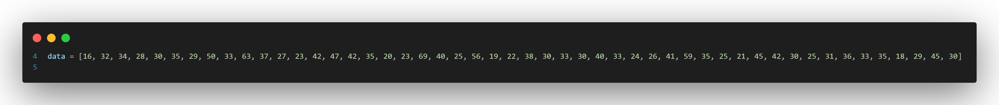 4 data = [16, 32, 34, 28, 30, 35, 29, 50, 33, 63, 37, 27, 23, 42, 47, 42, 35, 20, 23, 69, 40, 25, 56, 19, 22, 38, 30, 33, 30, 40, 33, 24, 26, 41, 59, 35, 25, 21, 45, 42, 30, 25, 31, 36, 33, 35, 18, 29, 45, 30]
5